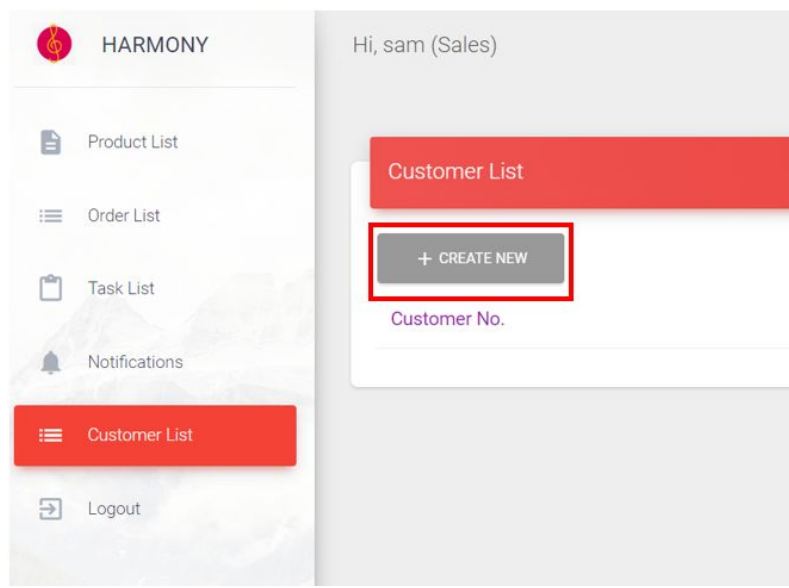 HARMONY
Product List
Order List
Task List
Notifications
Customer List
Logout
Hi, sam (Sales)
Customer List
+ CREATE NEW
Customer No.